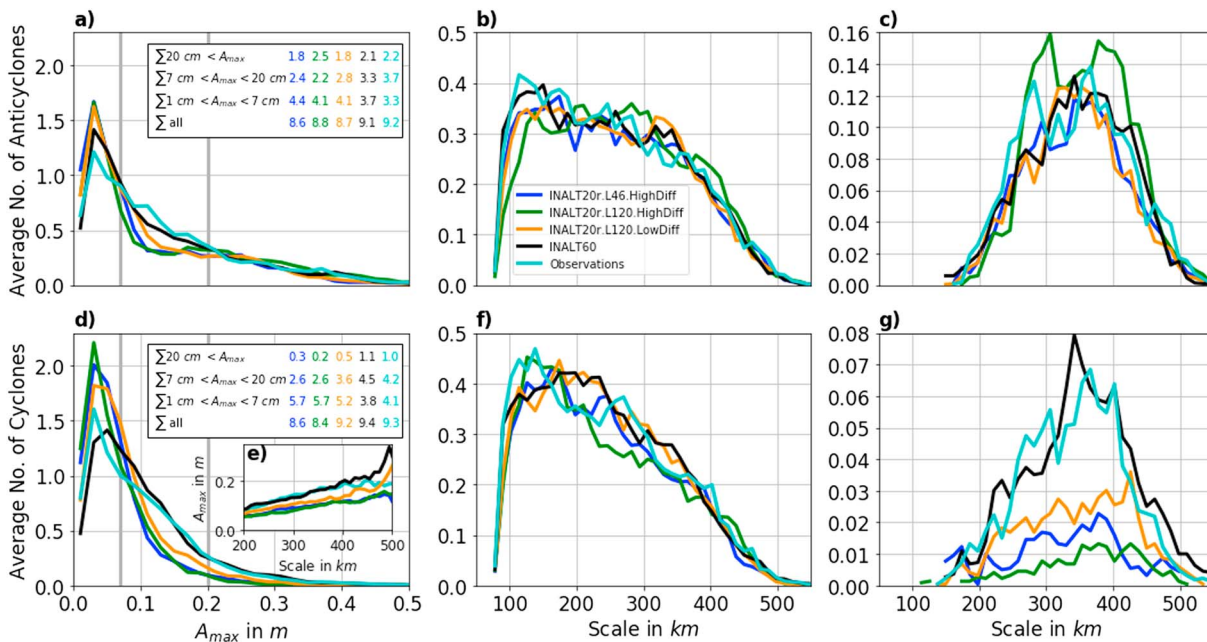 a)
b)
c)
Average No. of Anticyclones
2.0
1.5
1.0
0.5
0.0
∑20 cm < A_max 1.8 2.5 1.8 2.1 2.2
∑7 cm < A_max < 20 cm 2.4 2.2 2.8 3.3 3.7
∑1 cm < A_max < 7 cm 4.4 4.1 4.1 3.7 3.3
∑ all 8.6 8.8 8.7 9.1 9.2
0.5
0.4
0.3
0.2
0.1
0.0
INALT20r.L46.HighDiff
INALT20r.L120.HighDiff
INALT20r.L120.LowDiff
INALT60
Observations
0.16
0.14
0.12
0.10
0.08
0.06
0.04
0.02
0.00
d)
f)
g)
Average No. of Cyclones
2.0
1.5
1.0
0.5
0.0
∑20 cm < A_max 0.3 0.2 0.5 1.1 1.0
∑7 cm < A_max < 20 cm 2.6 2.6 3.6 4.5 4.2
∑1 cm < A_max < 7 cm 5.7 5.7 5.2 3.8 4.1
∑ all 8.6 8.4 9.2 9.4 9.3
e)
A_max in m
0.2
0.0
200 300 400 500
Scale in km
0.0 0.1 0.2 0.3 0.4 0.5
A_max in m
0.5
0.4
0.3
0.2
0.1
0.0
100 200 300 400 500
Scale in km
0.08
0.07
0.06
0.05
0.04
0.03
0.02
0.01
0.00
100 200 300 400 500
Scale in km